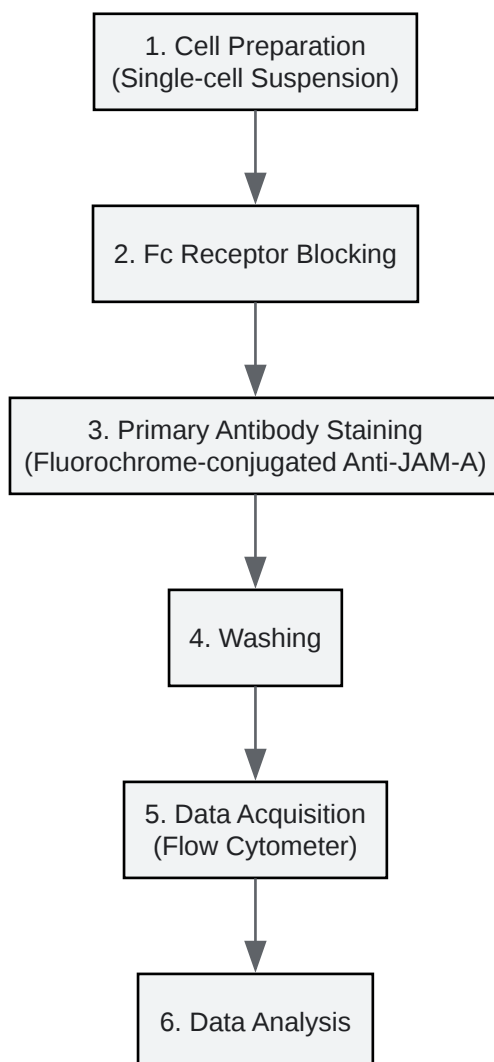 1. Cell Preparation
(Single-cell Suspension)
2. Fc Receptor Blocking
3. Primary Antibody Staining
(Fluorochrome-conjugated Anti-JAM-A)
4. Washing
5. Data Acquisition
(Flow Cytometer)
6. Data Analysis